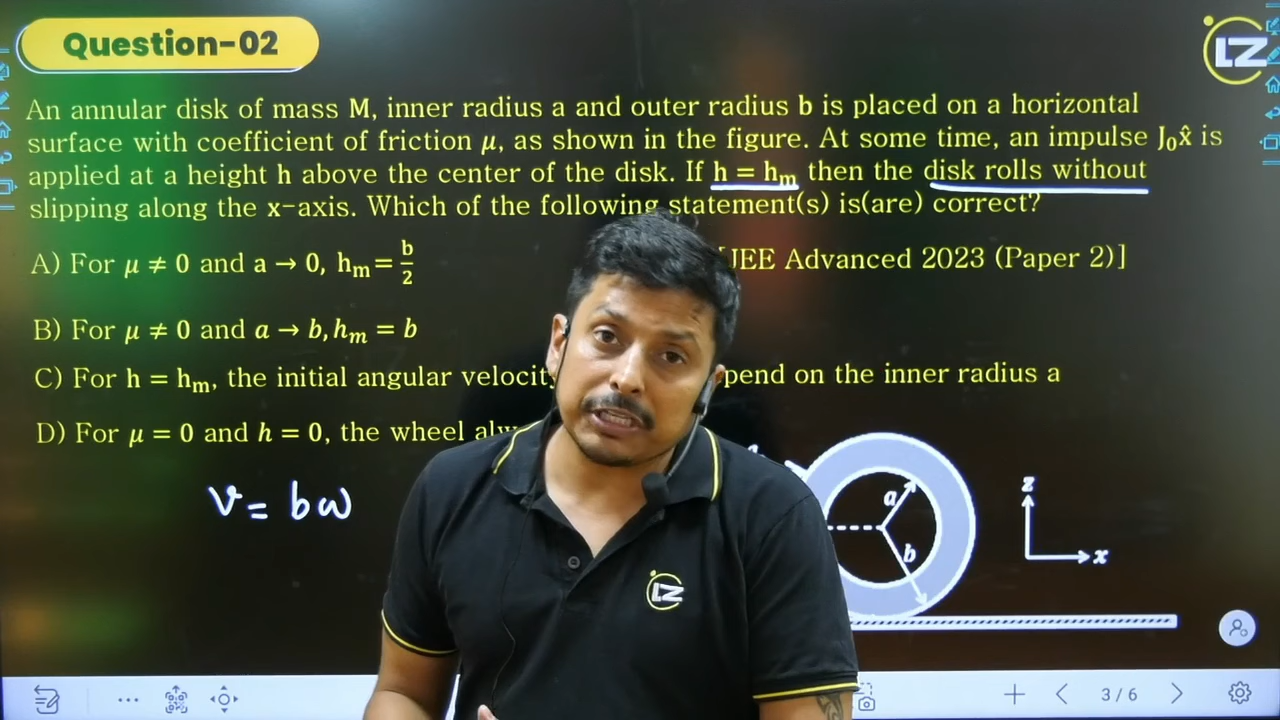 Question-02
LZ
An annular disk of mass M, inner radius a and outer radius b is placed on a horizontal
surface with coefficient of friction μ, as shown in the figure. At some time, an impulse J₀x̂ is
applied at a height h above the center of the disk. If h = hₘ then the disk rolls without
slipping along the x-axis. Which of the following statement(s) is(are) correct?
[JEE Advanced 2023 (Paper 2)]
A) For μ ≠ 0 and a → 0, hₘ = b/2
B) For μ ≠ 0 and a → b, hₘ = b
C) For h = hₘ, the initial angular on the inner radius a
D) For μ = 0 and h = 0, the wheel
v = bω
a
b
z
x
LZ
3/6